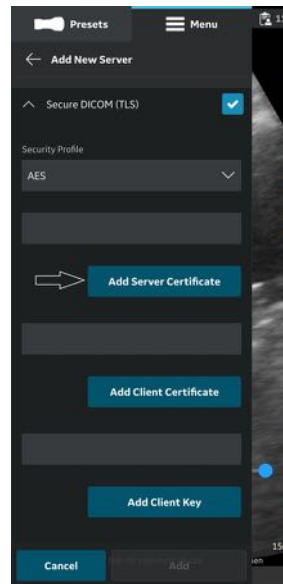 Presets
Menu
Add New Server
Secure DICOM (TLS)
Security Profile
AES
Add Server Certificate
Add Client Certificate
Add Client Key
Cancel
Add